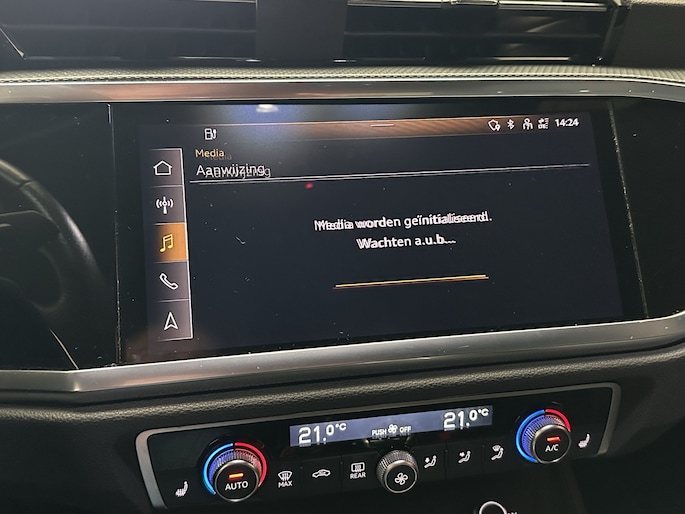 14:24
Media
Aanwijzing
Media worden geïnitialiseerd.
Wachten a.u.b...
21,0°C
PUSH OFF
21,0°C
AUTO
MAX
REAR
A/C